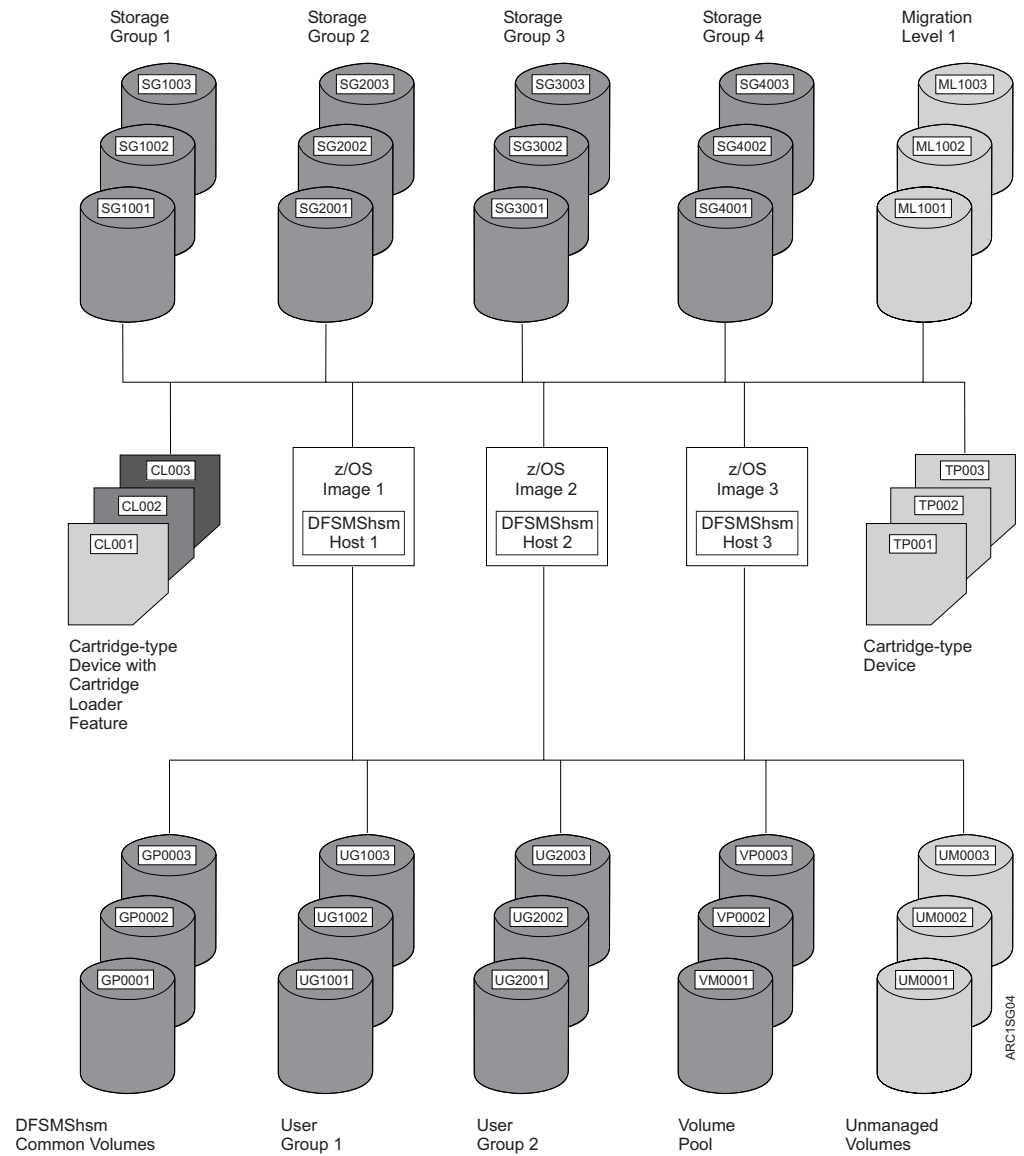 Storage
Group 1
Storage
Group 2
Storage
Group 3
Storage
Group 4
Migration
Level 1
SG1003
SG2003
SG3003
SG4003
ML1003
SG1002
SG2002
SG3002
SG4002
ML1002
SG1001
SG2001
SG3001
SG4001
ML1001
CL003
CL002
CL001
z/OS
Image 1
DFSMShsm
Host 1
z/OS
Image 2
DFSMShsm
Host 2
z/OS
Image 3
DFSMShsm
Host 3
TP003
TP002
TP001
Cartridge-type
Device with
Cartridge
Loader
Feature
Cartridge-type
Device
GP0003
UG1003
UG2003
VP0003
UM0003
GP0002
UG1002
UG2002
VP0002
UM0002
GP0001
UG1001
UG2001
VM0001
UM0001
ARC1SG04
DFSMShsm
Common Volumes
User
Group 1
User
Group 2
Volume
Pool
Unmanaged
Volumes